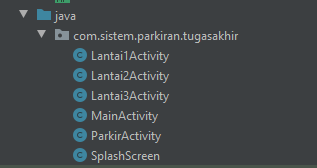 java
com.sistem.parkiran.tugasakhir
Lantai1Activity
Lantai2Activity
Lantai3Activity
MainActivity
ParkirActivity
SplashScreen